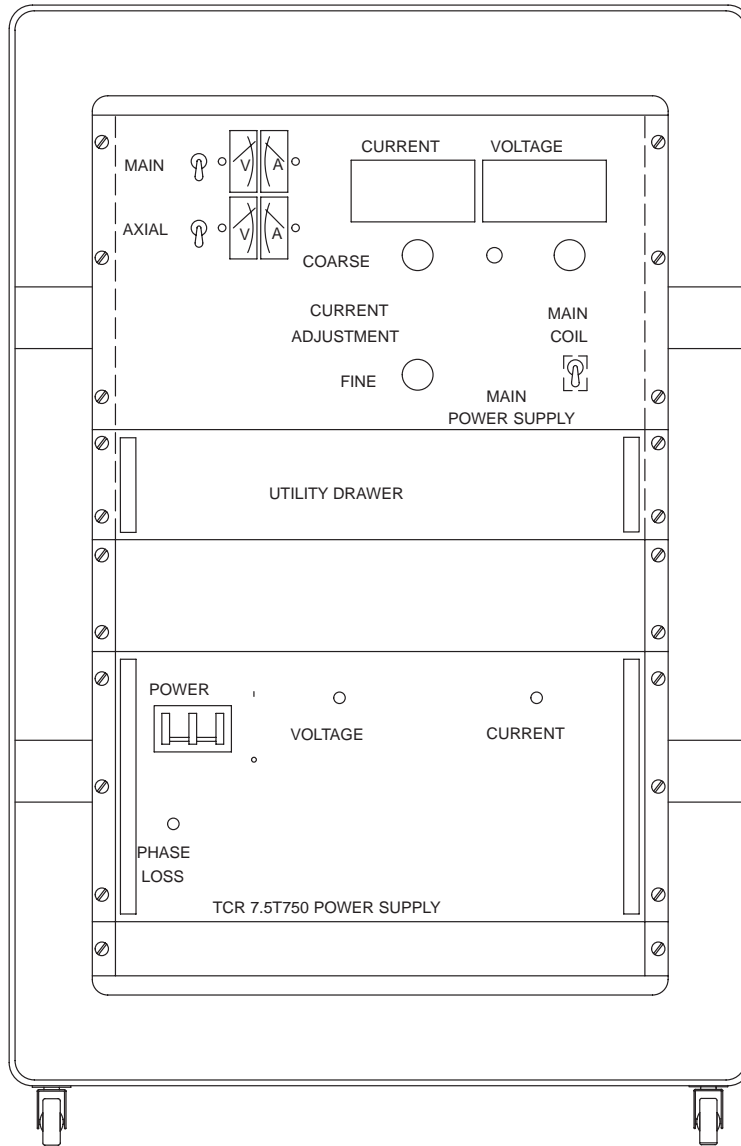 CURRENT VOLTAGE
MAIN V A
AXIAL V A
COARSE
CURRENT
ADJUSTMENT
MAIN
COIL
FINE
MAIN
POWER SUPPLY
UTILITY DRAWER
POWER
I
O
VOLTAGE
CURRENT
PHASE
LOSS
TCR 7.5T750 POWER SUPPLY